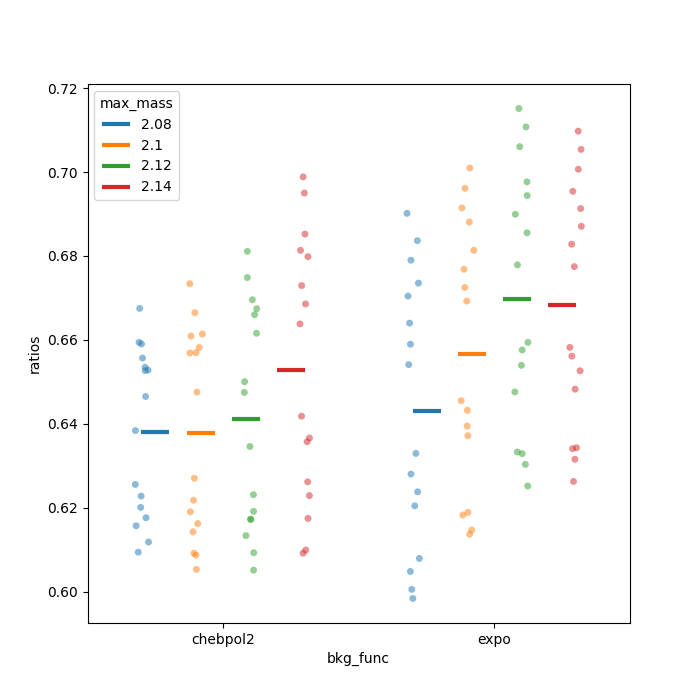 0.72
0.70
0.68
0.66
0.64
0.62
0.60
ratios
max_mass
2.08
2.1
2.12
2.14
chebpol2
expo
bkg_func